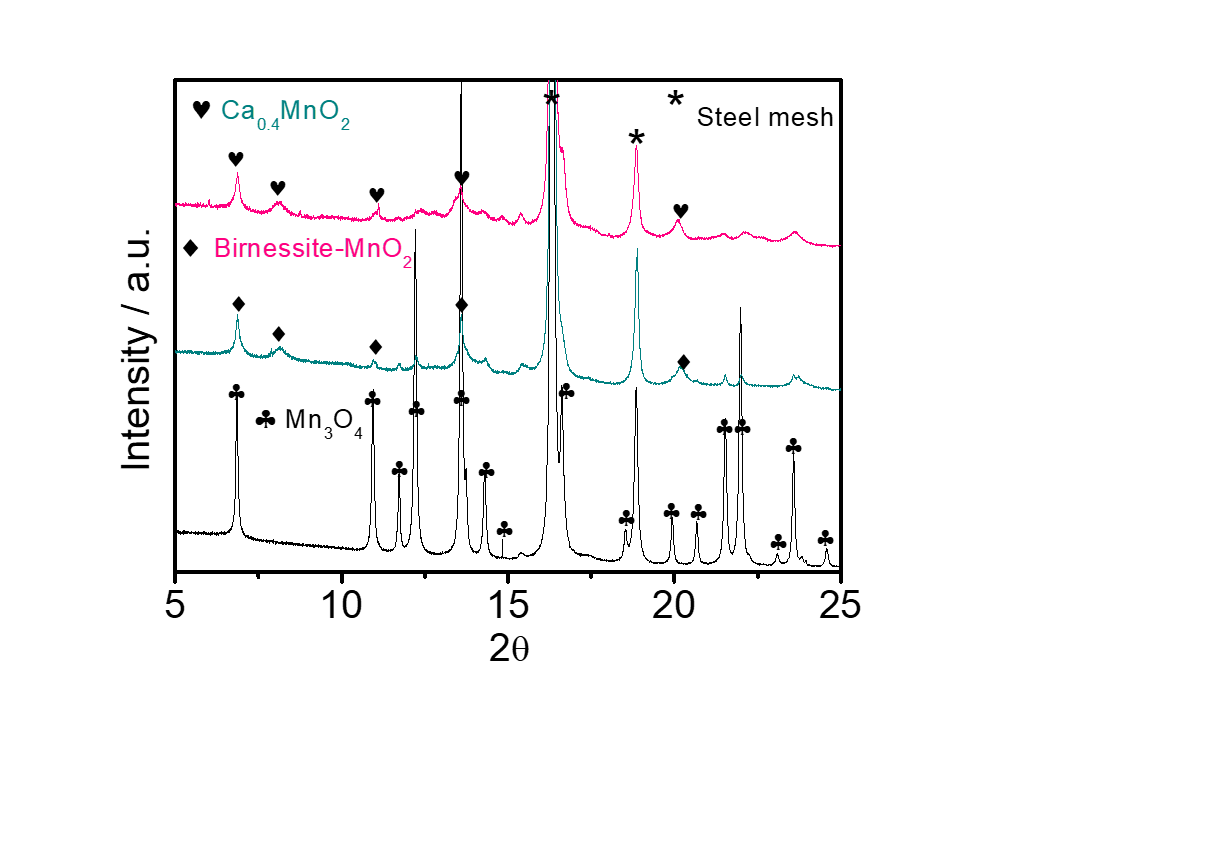 ♥ Ca0.4MnO2
* Steel mesh
♦ Birnessite-MnO2
♣ Mn3O4
Intensity / a.u.
5 10 15 20 25
2θ